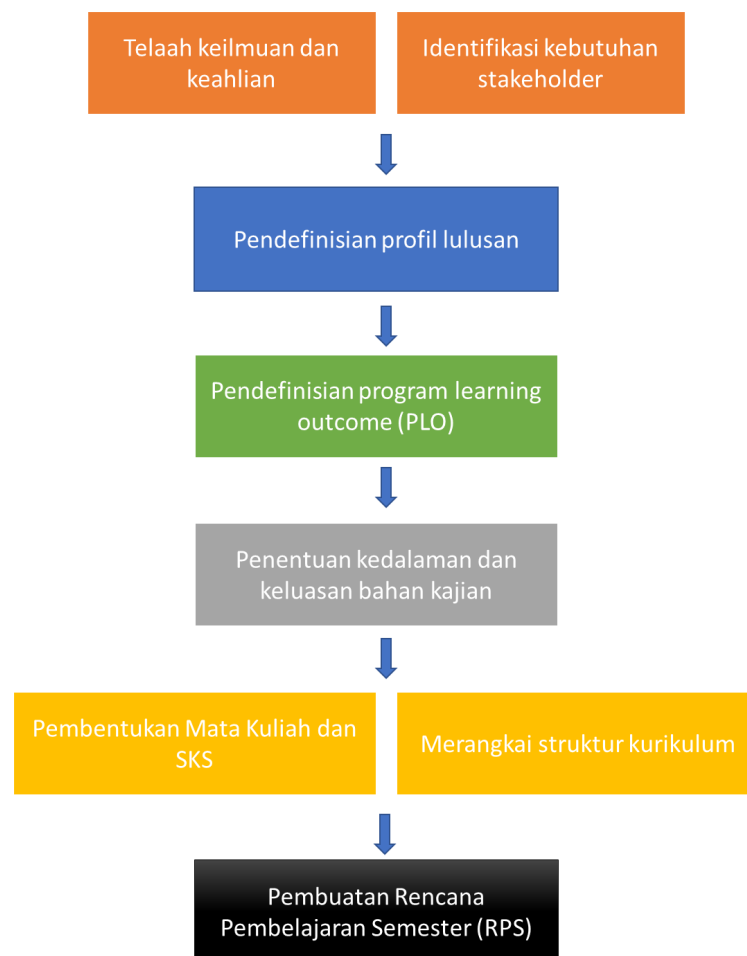 Telaah keilmuan dan
keahlian
Identifikasi kebutuhan
stakeholder
Pendefinisian profil lulusan
Pendefinisian program learning
outcome (PLO)
Penentuan kedalaman dan
keluasan bahan kajian
Pembentukan Mata Kuliah dan
SKS
Merangkai struktur kurikulum
Pembuatan Rencana
Pembelajaran Semester (RPS)